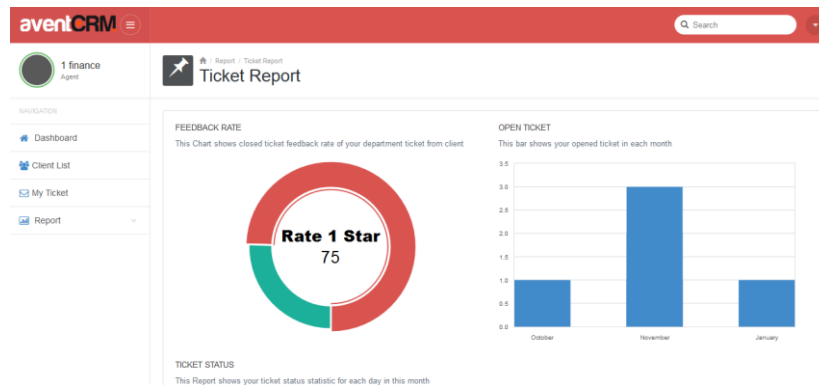 aventCRM
Search
1 finance
Agent
Report / Ticket Report
Ticket Report
NAVIGATION
Dashboard
Client List
My Ticket
Report
FEEDBACK RATE
This Chart shows closed ticket feedback rate of your department ticket from client
Rate 1 Star
75
OPEN TICKET
This bar shows your opened ticket in each month
3.5
3.0
2.5
2.0
1.5
1.0
0.5
0.0
October
November
January
TICKET STATUS
This Report shows your ticket status statistic for each day in this month